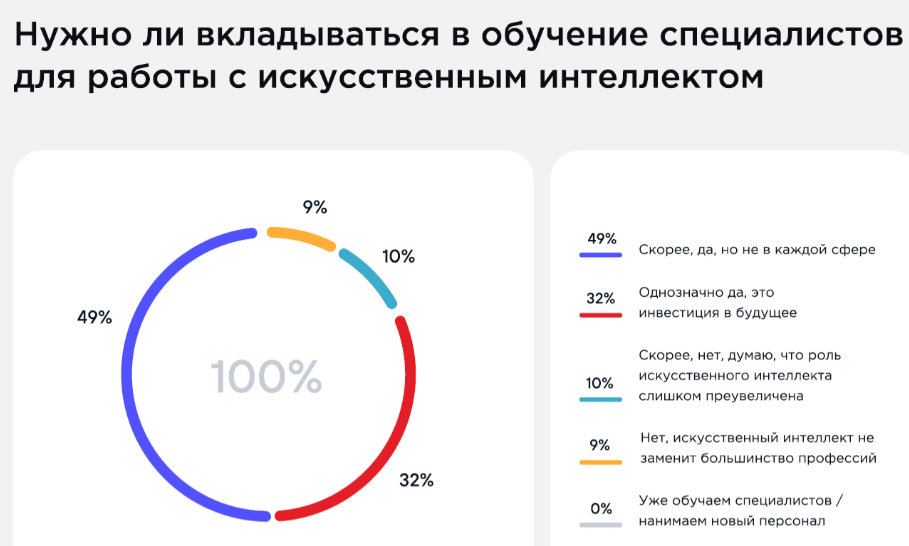 Нужно ли вкладываться в обучение специалистов
для работы с искусственным интеллектом
9%
10%
49%
100%
32%
49%
Скорее, да, но не в каждой сфере
32%
Однозначно да, это
инвестиция в будущее
10%
Скорее, нет, думаю, что роль
искусственного интеллекта
слишком преувеличена
9%
Нет, искусственный интеллект не
заменит большинство профессий
0%
Уже обучаем специалистов /
нанимаем новый персонал